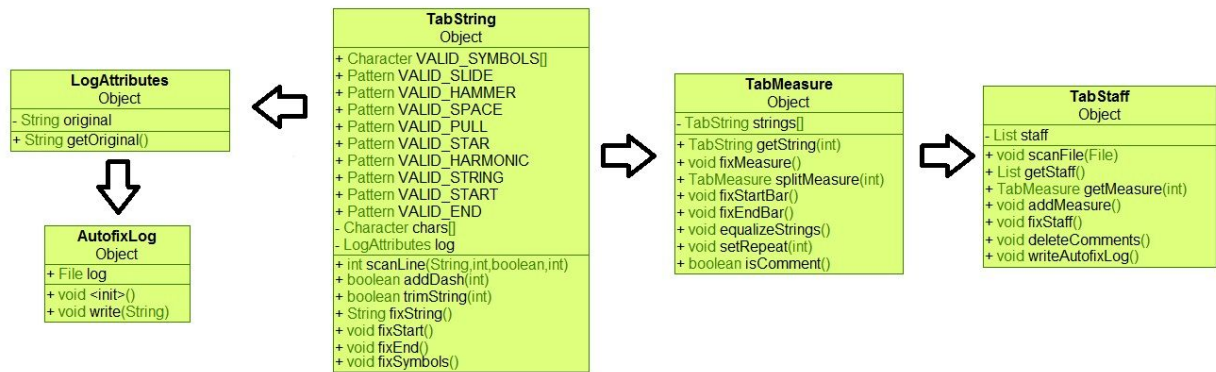 LogAttributes
Object
- String original
+ String getOriginal()
AutofixLog
Object
+ File log
+ void <init>()
+ void write(String)
TabString
Object
+ Character VALID_SYMBOLS[]
+ Pattern VALID_SLIDE
+ Pattern VALID_HAMMER
+ Pattern VALID_SPACE
+ Pattern VALID_PULL
+ Pattern VALID_STAR
+ Pattern VALID_HARMONIC
+ Pattern VALID_STRING
+ Pattern VALID_START
+ Pattern VALID_END
- Character chars[]
- LogAttributes log
+ int scanLine(String,int,boolean,int)
+ boolean addDash(int)
+ boolean trimString(int)
+ String fixString()
+ void fixStart()
+ void fixEnd()
+ void fixSymbols()
TabMeasure
Object
- TabString strings[]
+ TabString getString(int)
+ void fixMeasure()
+ TabMeasure splitMeasure(int)
+ void fixStartBar()
+ void fixEndBar()
+ void equalizeStrings()
+ void setRepeat(int)
+ boolean isComment()
TabStaff
Object
- List staff
+ void scanFile(File)
+ List getStaff()
+ TabMeasure getMeasure(int)
+ void addMeasure()
+ void fixStaff()
+ void deleteComments()
+ void writeAutofixLog()